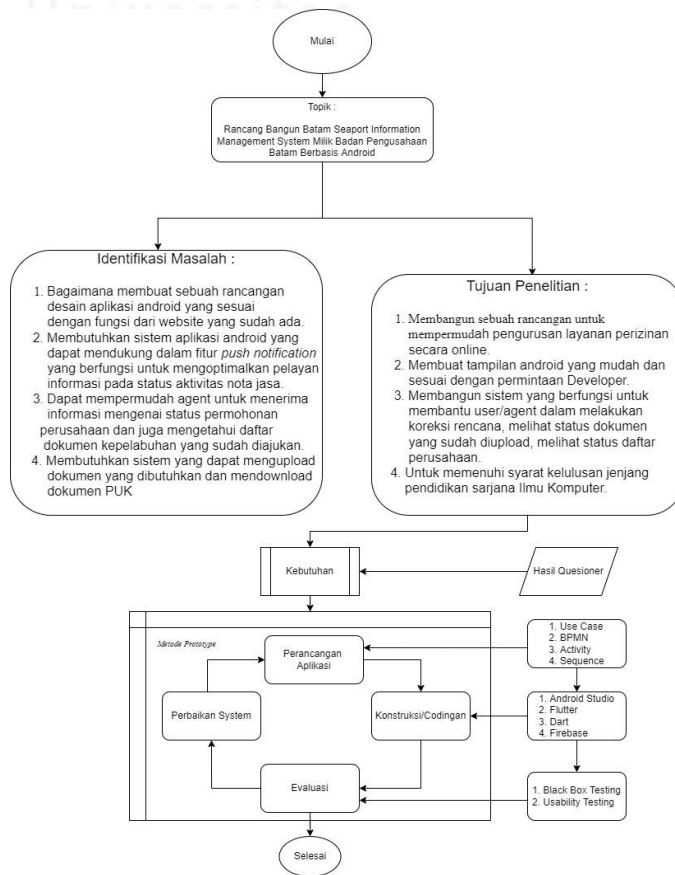 Universitas
Mulai
Topik :
Rancang Bangun Batam Seaport Information
Management System Milik Badan Pengusahaan
Batam Berbasis Android
Identifikasi Masalah :
1. Bagaimana membuat sebuah rancangan
desain aplikasi android yang sesuai
dengan fungsi dari website yang sudah ada.
2. Membutuhkan sistem aplikasi android yang
dapat mendukung dalam fitur push notification
yang berfungsi untuk mengoptimalkan pelayan
informasi pada status aktivitas nota jasa.
3. Dapat mempermudah agent untuk menerima
informasi mengenai status permohonan
perusahaan dan juga mengetahui daftar
dokumen kepelabuhan yang sudah diajukan.
4. Membutuhkan sistem yang dapat mengupload
dokumen yang dibutuhkan dan mendownload
dokumen PUK
Tujuan Penelitian :
1. Membangun sebuah rancangan untuk
mempermudah pengurusan layanan perizinan
secara online.
2. Membuat tampilan android yang mudah dan
sesuai dengan permintaan Developer.
3. Membangun sistem yang berfungsi untuk
membantu user/agent dalam melakukan
koreksi rencana, melihat status dokumen
yang sudah diupload, melihat status daftar
perusahaan.
4. Untuk memenuhi syarat kelulusan jenjang
pendidikan sarjana Ilmu Komputer.
Kebutuhan
Hasil Quesioner
Metode Prototype
Perancangan
Aplikasi
1. Use Case
2. BPMN
3. Activity
4. Sequence
Perbaikan System
Konstruksi/Codingan
1. Android Studio
2. Flutter
3. Dart
4. Firebase
Evaluasi
1. Black Box Testing
2. Usability Testing
Selesai